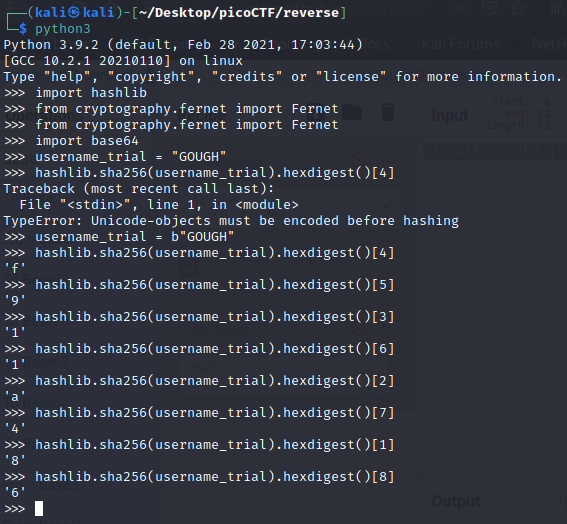 ┌──(kali㉿kali)-[~/Desktop/picoCTF/reverse]
└─$ python3
Python 3.9.2 (default, Feb 28 2021, 17:03:44)
[GCC 10.2.1 20210110] on linux
Type "help", "copyright", "credits" or "license" for more information.
>>> import hashlib
>>> from cryptography.fernet import Fernet
>>> from cryptography.fernet import Fernet
>>> import base64
>>> username_trial = "GOUGH"
>>> hashlib.sha256(username_trial).hexdigest()[4]
Traceback (most recent call last):
  File "<stdin>", line 1, in <module>
TypeError: Unicode-objects must be encoded before hashing
>>> username_trial = b"GOUGH"
>>> hashlib.sha256(username_trial).hexdigest()[4]
'f'
>>> hashlib.sha256(username_trial).hexdigest()[5]
'9'
>>> hashlib.sha256(username_trial).hexdigest()[3]
'1'
>>> hashlib.sha256(username_trial).hexdigest()[6]
'1'
>>> hashlib.sha256(username_trial).hexdigest()[2]
'a'
>>> hashlib.sha256(username_trial).hexdigest()[7]
'4'
>>> hashlib.sha256(username_trial).hexdigest()[1]
'8'
>>> hashlib.sha256(username_trial).hexdigest()[8]
'6'
>>>
Kali Forums
Input
Output